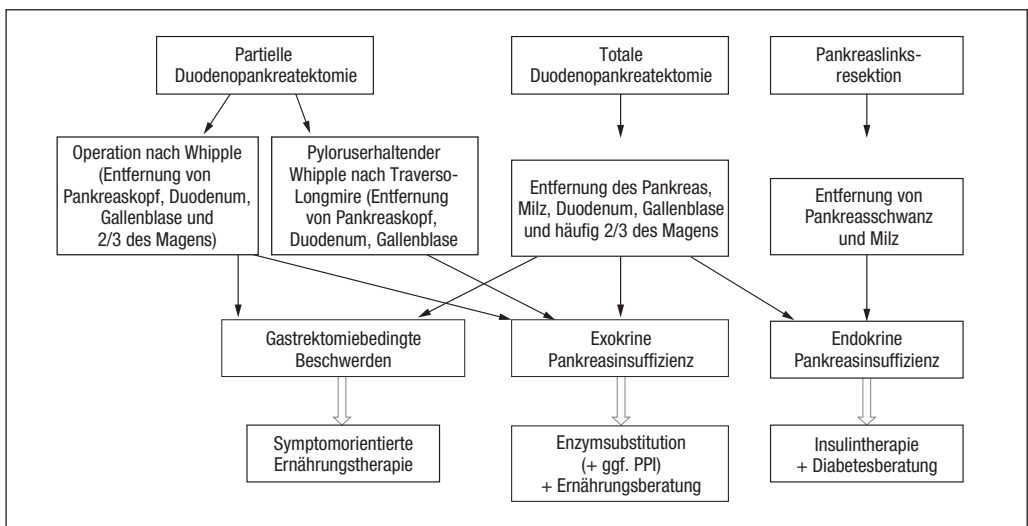 Partielle
Duodenopankreatektomie
Totale
Duodenopankreatektomie
Pankreaslinks-
resektion
Operation nach Whipple
(Entfernung von
Pankreaskopf, Duodenum,
Gallenblase und
2/3 des Magens)
Pyloruserhaltender
Whipple nach Traverso-
Longmire (Entfernung
von Pankreaskopf,
Duodenum, Gallenblase
Entfernung des Pankreas,
Milz, Duodenum, Gallenblase
und häufig 2/3 des Magens
Entfernung von
Pankreasschwanz
und Milz
Gastrektomiebedingte
Beschwerden
Exokrine
Pankreasinsuffizienz
Endokrine
Pankreasinsuffizienz
Symptomorientierte
Ernährungstherapie
Enzymsubstitution
(+ ggf. PPI)
+ Ernährungsberatung
Insulintherapie
+ Diabetesberatung